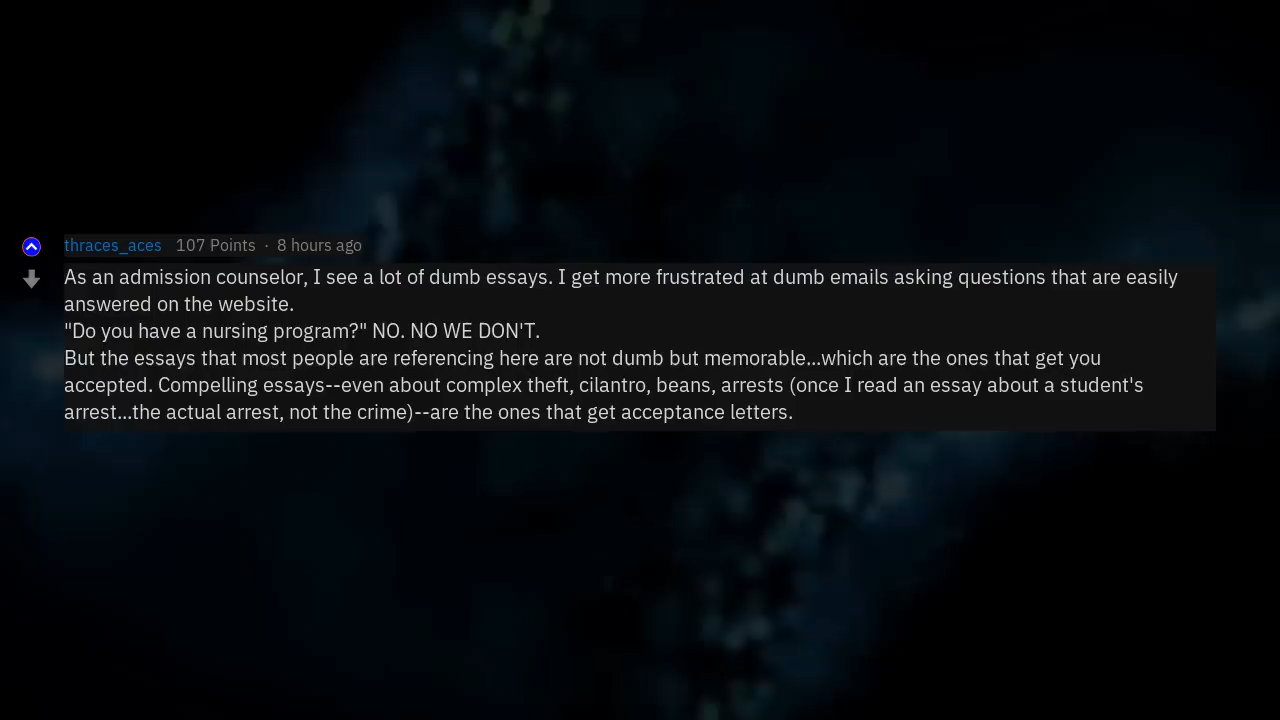 thraces_aces 107 Points · 8 hours ago
As an admission counselor, I see a lot of dumb essays. I get more frustrated at dumb emails asking questions that are easily
answered on the website.
"Do you have a nursing program?" NO. NO WE DON'T.
But the essays that most people are referencing here are not dumb but memorable...which are the ones that get you
accepted. Compelling essays--even about complex theft, cilantro, beans, arrests (once I read an essay about a student's
arrest...the actual arrest, not the crime)--are the ones that get acceptance letters.